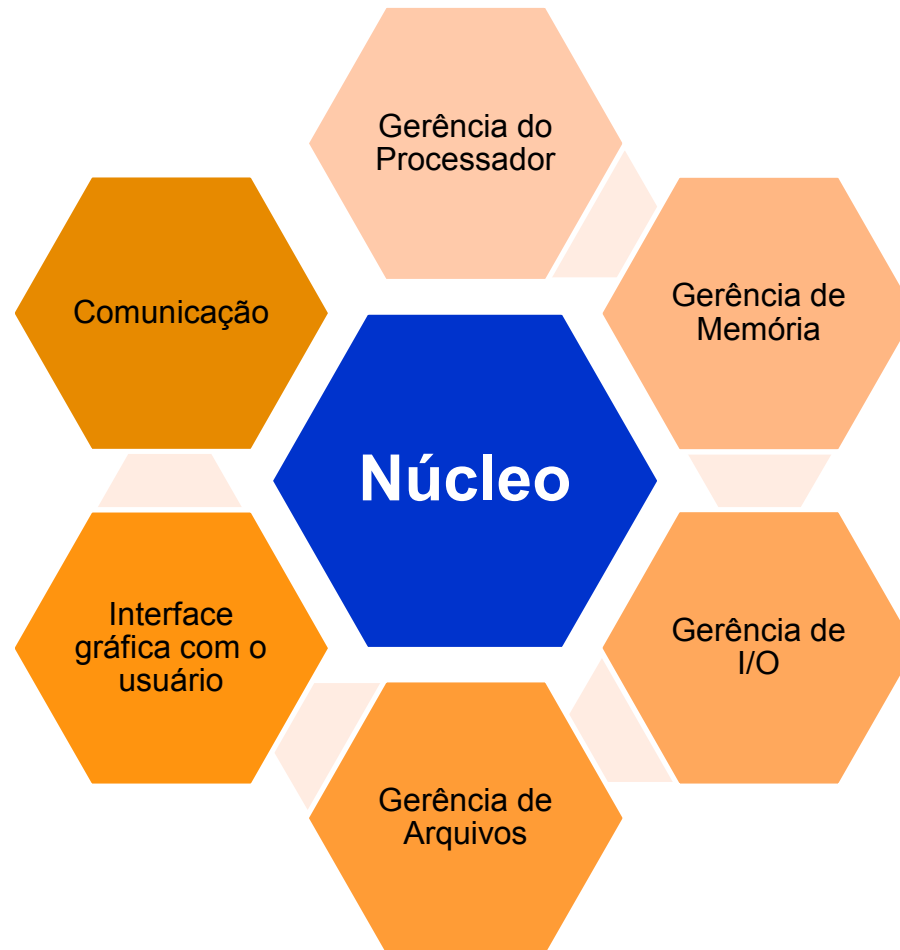 Gerência do
Processador
Comunicação
Gerência de
Memória
Núcleo
Interface
gráfica com o
usuário
Gerência de
I/O
Gerência de
Arquivos